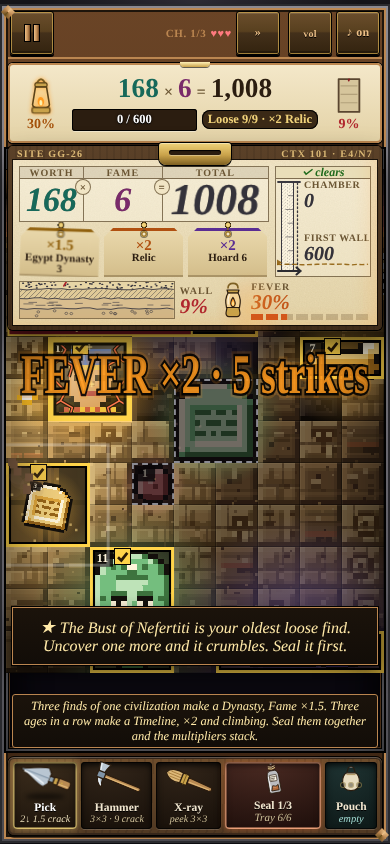 CH. 1/3 ♥♥♥
»
vol
♪ on
168 × 6 = 1,008
30%
0 / 600
Loose 9/9 · ×2 Relic
9%
SITE GG-26
CTX 101 · E4/N7
WORTH
FAME
TOTAL
168 × 6 = 1008
×1.5
Egypt Dynasty 3
×2
Relic
×2
Hoard 6
✓ clears
CHAMBER
0
FIRST WALL
600
WALL
9%
FEVER
30%
7
FEVER ×2 · 5 strikes
11
★ The Bust of Nefertiti is your oldest loose find.
Uncover one more and it crumbles. Seal it first.
Three finds of one civilization make a Dynasty, Fame ×1.5. Three
ages in a row make a Timeline, ×2 and climbing. Seal them together
and the multipliers stack.
Pick
2↓ 1.5 crack
Hammer
3×3 · 9 crack
X-ray
peek 3×3
Seal 1/3
Tray 6/6
Pouch
empty